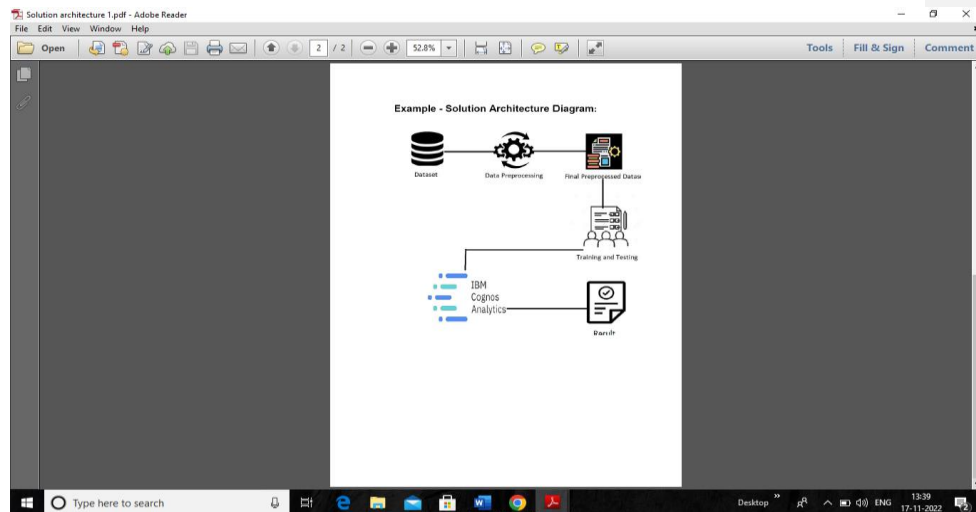 Solution architecture 1.pdf - Adobe Reader
File Edit View Window Help
Open 2 / 2 52.8% Tools Fill & Sign Comment
Example - Solution Architecture Diagram:
Dataset Data Preprocessing Final Preprocessed
Training and Testing
IBM
Cognos
Analytics
Type here to search
Desktop ENG 13:39
17-11-2022